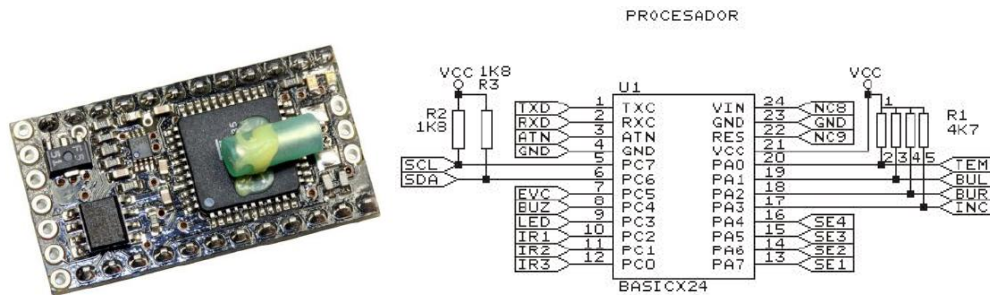 PROCESADOR
VCC 1K8
R3
R2
1K8
U1
VCC
R1
4K7
TXD 1 TXC VIN 24 NC8
RXD 2 RXC GND 23 GND
ATN 3 ATN RES 22 NC9
GND 4 GND VCC 21
SCL 5 PC7 PA0 20 TEM
SDA 6 PC6 PA1 19 BUL
EVC 7 PC5 PA2 18 BUR
BUZ 8 PC4 PA3 17 INC
LED 9 PC3 PA4 16 SE4
IR1 10 PC2 PA5 15 SE3
IR2 11 PC1 PA6 14 SE2
IR3 12 PC0 PA7 13 SE1
1
2 3 4 5
BASICX24